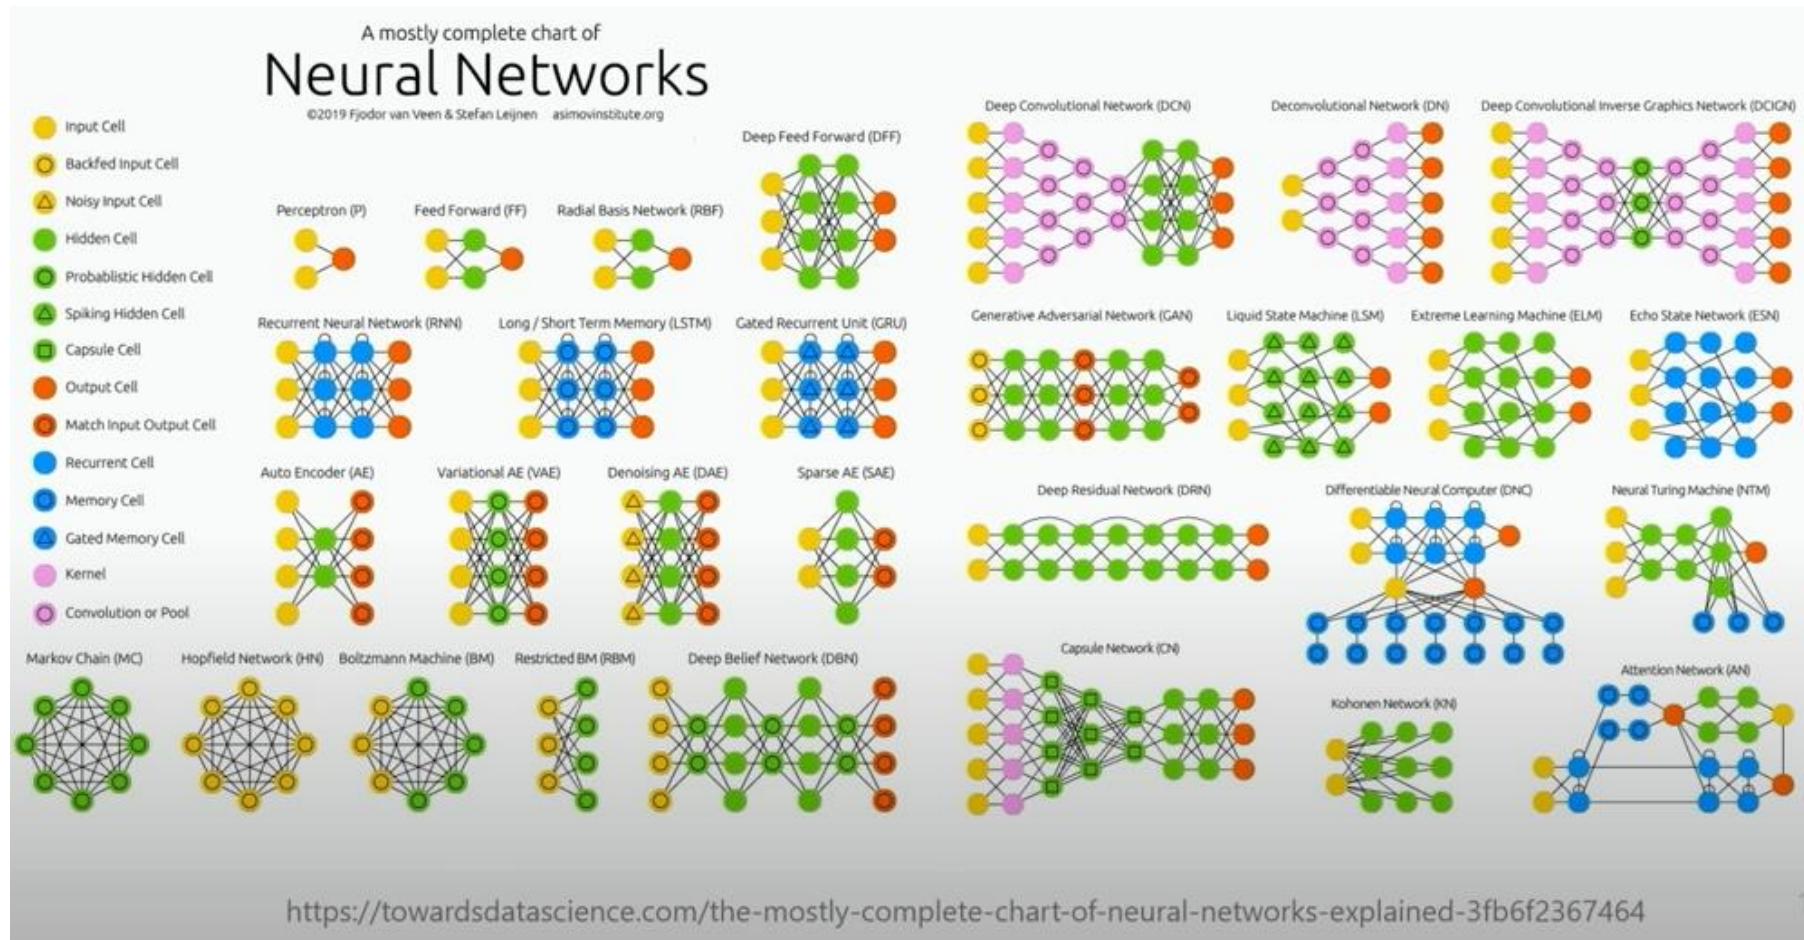 A mostly complete chart of
Neural Networks
©2019 Fjodor van Veen & Stefan Leijnen asimovinstitute.org
Input Cell
Backfed Input Cell
Noisy Input Cell
Hidden Cell
Probablistic Hidden Cell
Spiking Hidden Cell
Capsule Cell
Output Cell
Match Input Output Cell
Recurrent Cell
Memory Cell
Gated Memory Cell
Kernel
Convolution or Pool
Deep Feed Forward (DFF)
Perceptron (P)
Feed Forward (FF)
Radial Basis Network (RBF)
Recurrent Neural Network (RNN)
Long / Short Term Memory (LSTM)
Gated Recurrent Unit (GRU)
Auto Encoder (AE)
Variational AE (VAE)
Denoising AE (DAE)
Sparse AE (SAE)
Markov Chain (MC)
Hopfield Network (HN)
Boltzmann Machine (BM)
Restricted BM (RBM)
Deep Belief Network (DBN)
Deep Convolutional Network (DCN)
Deconvolutional Network (DN)
Deep Convolutional Inverse Graphics Network (DCIGN)
Generative Adversarial Network (GAN)
Liquid State Machine (LSM)
Extreme Learning Machine (ELM)
Echo State Network (ESN)
Deep Residual Network (DRN)
Differentiable Neural Computer (DNC)
Neural Turing Machine (NTM)
Capsule Network (CN)
Kohonen Network (KN)
Attention Network (AN)
https://towardsdatascience.com/the-mostly-complete-chart-of-neural-networks-explained-3fb6f2367464